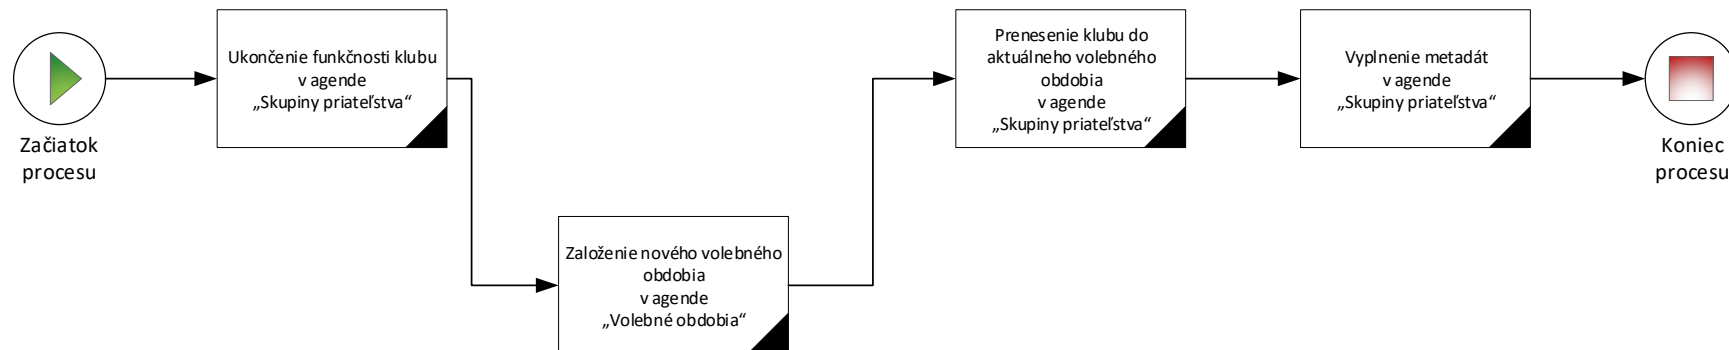 Začiatok
procesu
Ukončenie funkčnosti klubu
v agende
„Skupiny priateľstva“
Založenie nového volebného
obdobia
v agende
„Volebné obdobia“
Prenesenie klubu do
aktuálneho volebného
obdobia
v agende
„Skupiny priateľstva“
Vyplnenie metadát
v agende
„Skupiny priateľstva“
Koniec
procesu